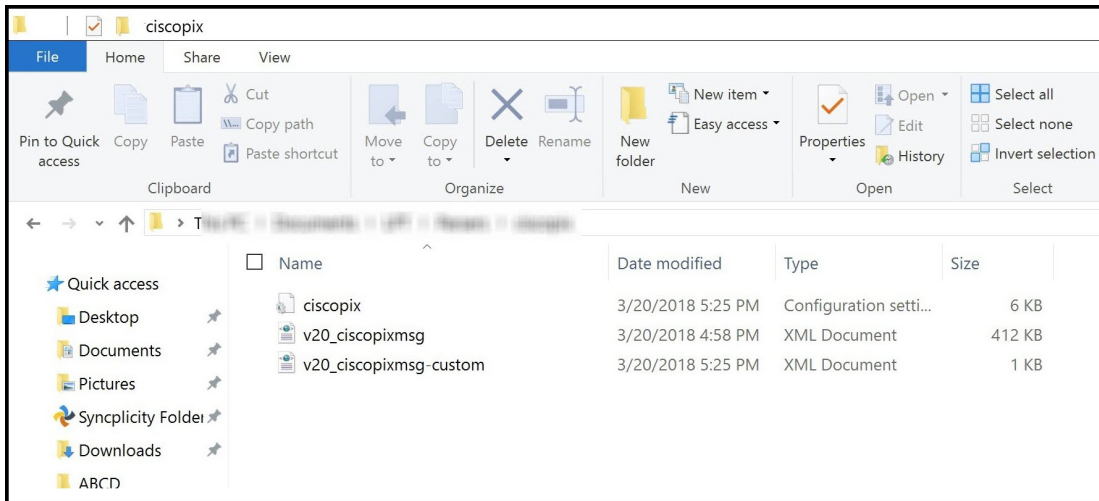 ciscopix
File Home Share View
Pin to Quick access
Copy
Paste
Cut
W... Copy path
Paste shortcut
Clipboard
Move to
Copy to
Delete
Rename
Organize
New folder
New item
Easy access
New
Properties
Open
Edit
History
Open
Select all
Select none
Invert selection
Select
Name Date modified Type Size
ciscopix 3/20/2018 5:25 PM Configuration setti... 6 KB
v20_ciscopixmsg 3/20/2018 4:58 PM XML Document 412 KB
v20_ciscopixmsg-custom 3/20/2018 5:25 PM XML Document 1 KB
Quick access
Desktop
Documents
Pictures
Syncplicity Folder
Downloads
ABCD